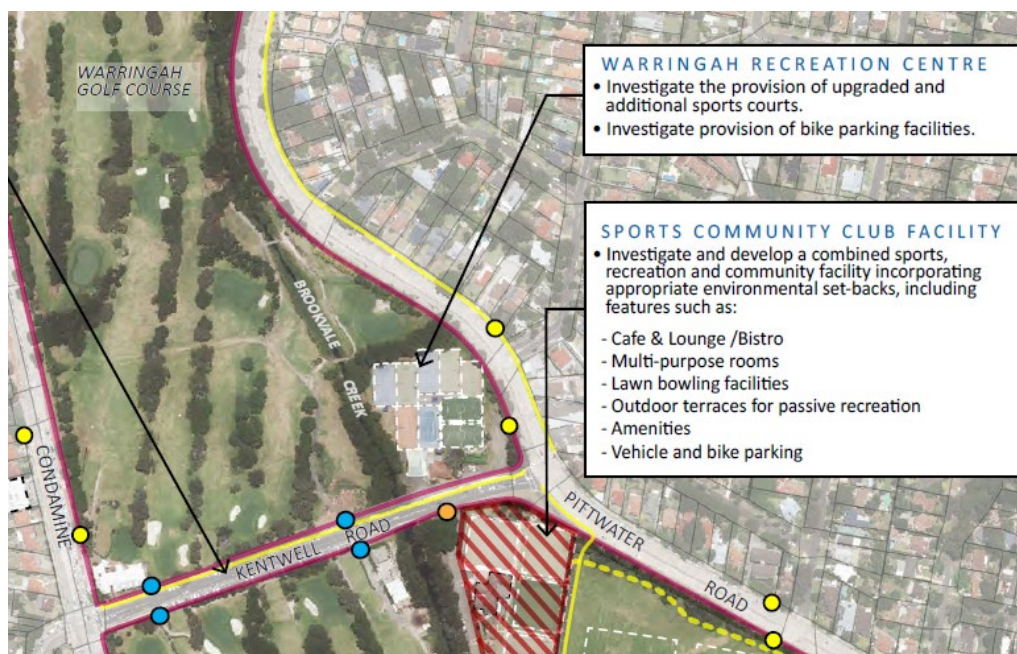 WARRINGAH
GOLF COURSE
WARRINGAH RECREATION CENTRE
• Investigate the provision of upgraded and
additional sports courts.
• Investigate provision of bike parking facilities.
SPORTS COMMUNITY CLUB FACILITY
• Investigate and develop a combined sports,
recreation and community facility incorporating
appropriate environmental set-backs, including
features such as:
- Cafe & Lounge /Bistro
- Multi-purpose rooms
- Lawn bowling facilities
- Outdoor terraces for passive recreation
- Amenities
- Vehicle and bike parking
BROOKVALE
CREEK
CONDAMINE
KENTWELL ROAD
PITTWATER
ROAD